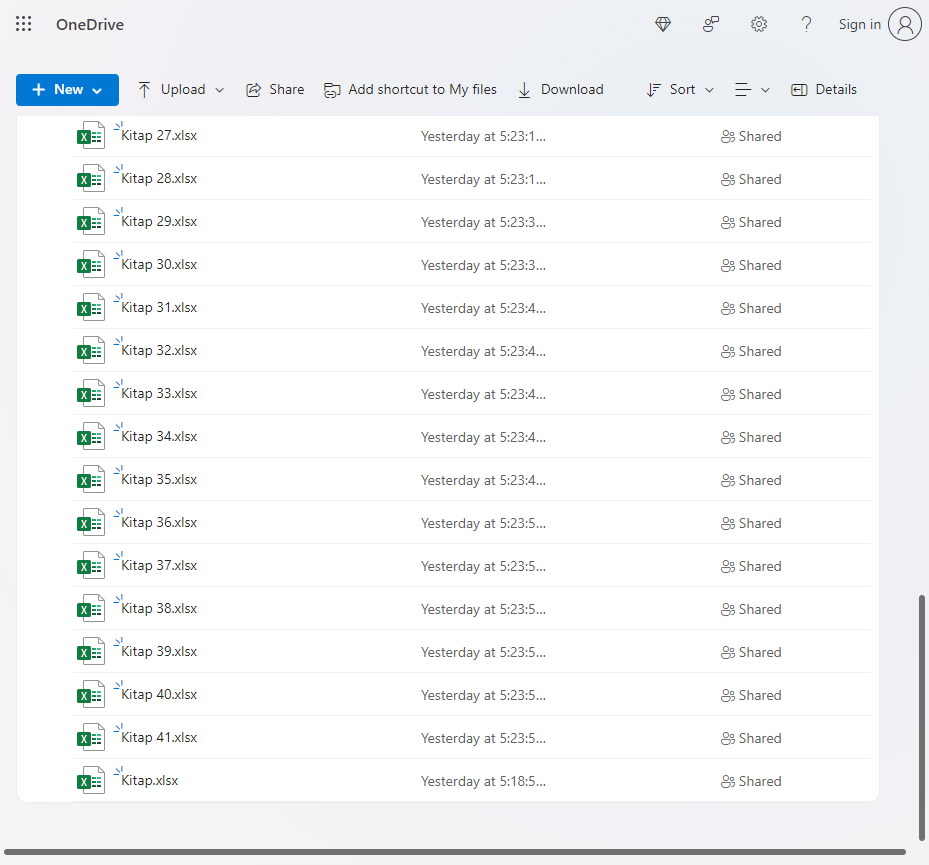 OneDrive Sign in
New Upload Share Add shortcut to My files Download Sort Details
Kitap 27.xlsx Yesterday at 5:23:1... Shared
Kitap 28.xlsx Yesterday at 5:23:1... Shared
Kitap 29.xlsx Yesterday at 5:23:3... Shared
Kitap 30.xlsx Yesterday at 5:23:3... Shared
Kitap 31.xlsx Yesterday at 5:23:4... Shared
Kitap 32.xlsx Yesterday at 5:23:4... Shared
Kitap 33.xlsx Yesterday at 5:23:4... Shared
Kitap 34.xlsx Yesterday at 5:23:4... Shared
Kitap 35.xlsx Yesterday at 5:23:4... Shared
Kitap 36.xlsx Yesterday at 5:23:5... Shared
Kitap 37.xlsx Yesterday at 5:23:5... Shared
Kitap 38.xlsx Yesterday at 5:23:5... Shared
Kitap 39.xlsx Yesterday at 5:23:5... Shared
Kitap 40.xlsx Yesterday at 5:23:5... Shared
Kitap 41.xlsx Yesterday at 5:23:5... Shared
Kitap.xlsx Yesterday at 5:18:5... Shared